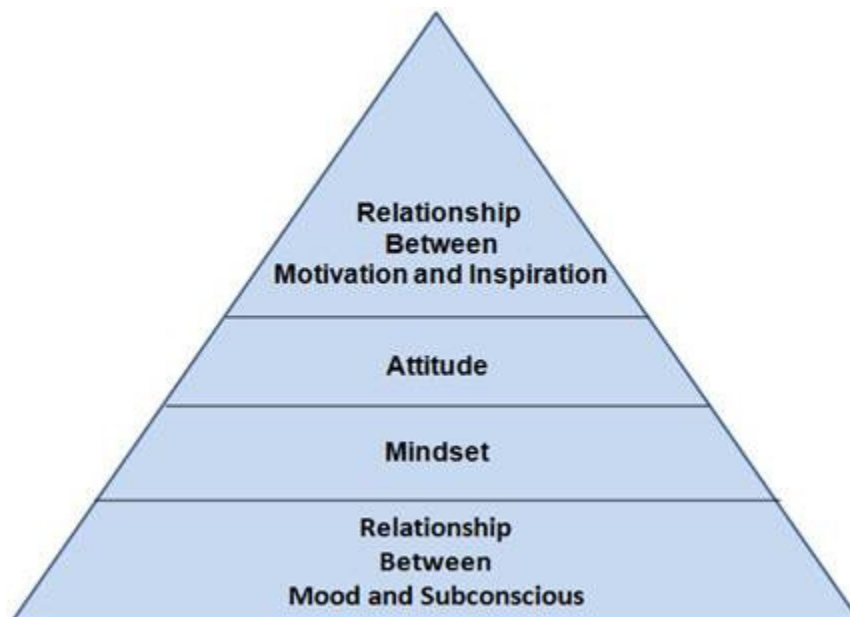 Relationship
Between
Motivation and Inspiration
Attitude
Mindset
Relationship
Between
Mood and Subconscious